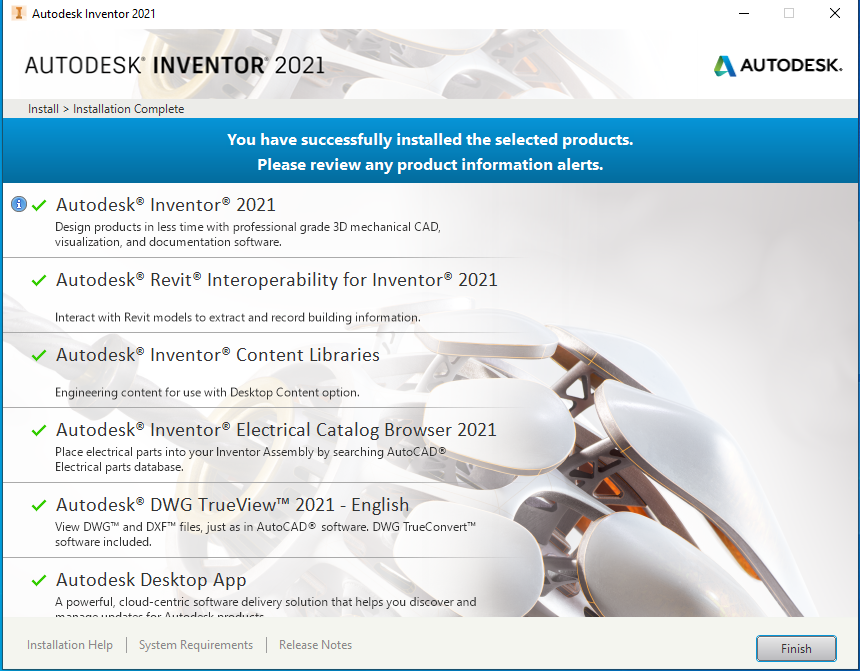 Autodesk Inventor 2021
AUTODESK® INVENTOR® 2021
AUTODESK.
Install > Installation Complete
You have successfully installed the selected products.
Please review any product information alerts.
Autodesk® Inventor® 2021
Design products in less time with professional grade 3D mechanical CAD,
visualization, and documentation software.
Autodesk® Revit® Interoperability for Inventor® 2021
Interact with Revit models to extract and record building information.
Autodesk® Inventor® Content Libraries
Engineering content for use with Desktop Content option.
Autodesk® Inventor® Electrical Catalog Browser 2021
Place electrical parts into your Inventor Assembly by searching AutoCAD®
Electrical parts database.
Autodesk® DWG TrueView™ 2021 - English
View DWG™ and DXF™ files, just as in AutoCAD® software. DWG TrueConvert™
software included.
Autodesk Desktop App
A powerful, cloud-centric software delivery solution that helps you discover and
manage updates for Autodesk products
Installation Help
System Requirements
Release Notes
Finish